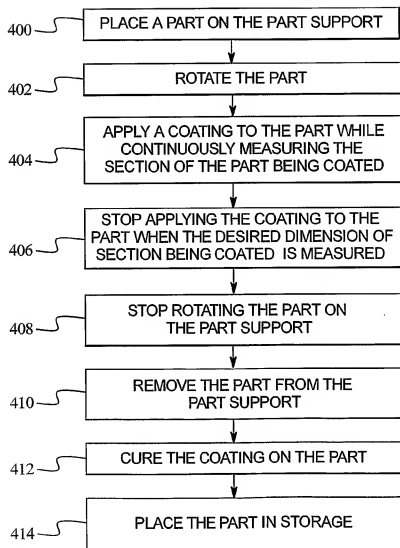 400
PLACE A PART ON THE PART SUPPORT
402
ROTATE THE PART
404
APPLY A COATING TO THE PART WHILE
CONTINUOUSLY MEASURING THE
SECTION OF THE PART BEING COATED
406
STOP APPLYING THE COATING TO THE
PART WHEN THE DESIRED DIMENSION OF
SECTION BEING COATED IS MEASURED
408
STOP ROTATING THE PART ON
THE PART SUPPORT
410
REMOVE THE PART FROM THE
PART SUPPORT
412
CURE THE COATING ON THE PART
414
PLACE THE PART IN STORAGE